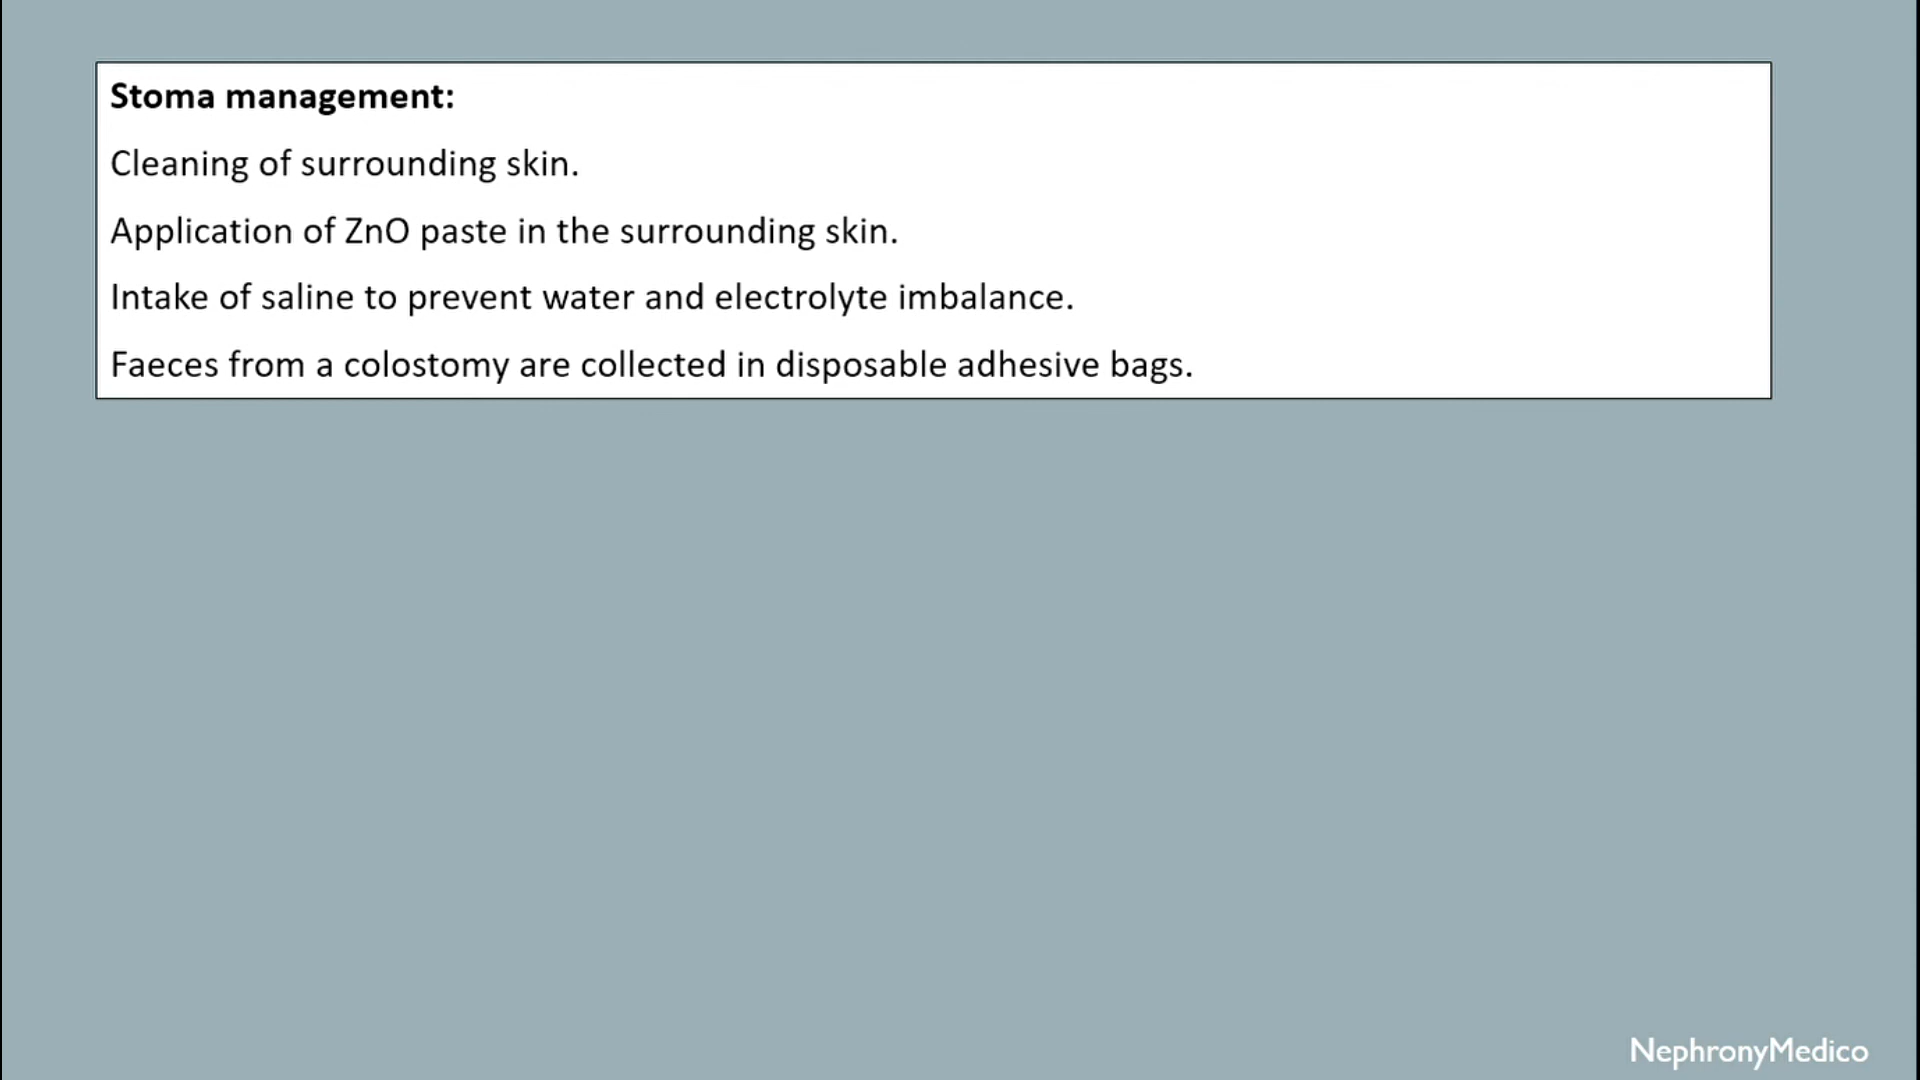 Stoma management:
Cleaning of surrounding skin.
Application of ZnO paste in the surrounding skin.
Intake of saline to prevent water and electrolyte imbalance.
Faeces from a colostomy are collected in disposable adhesive bags.
NephronyMedico